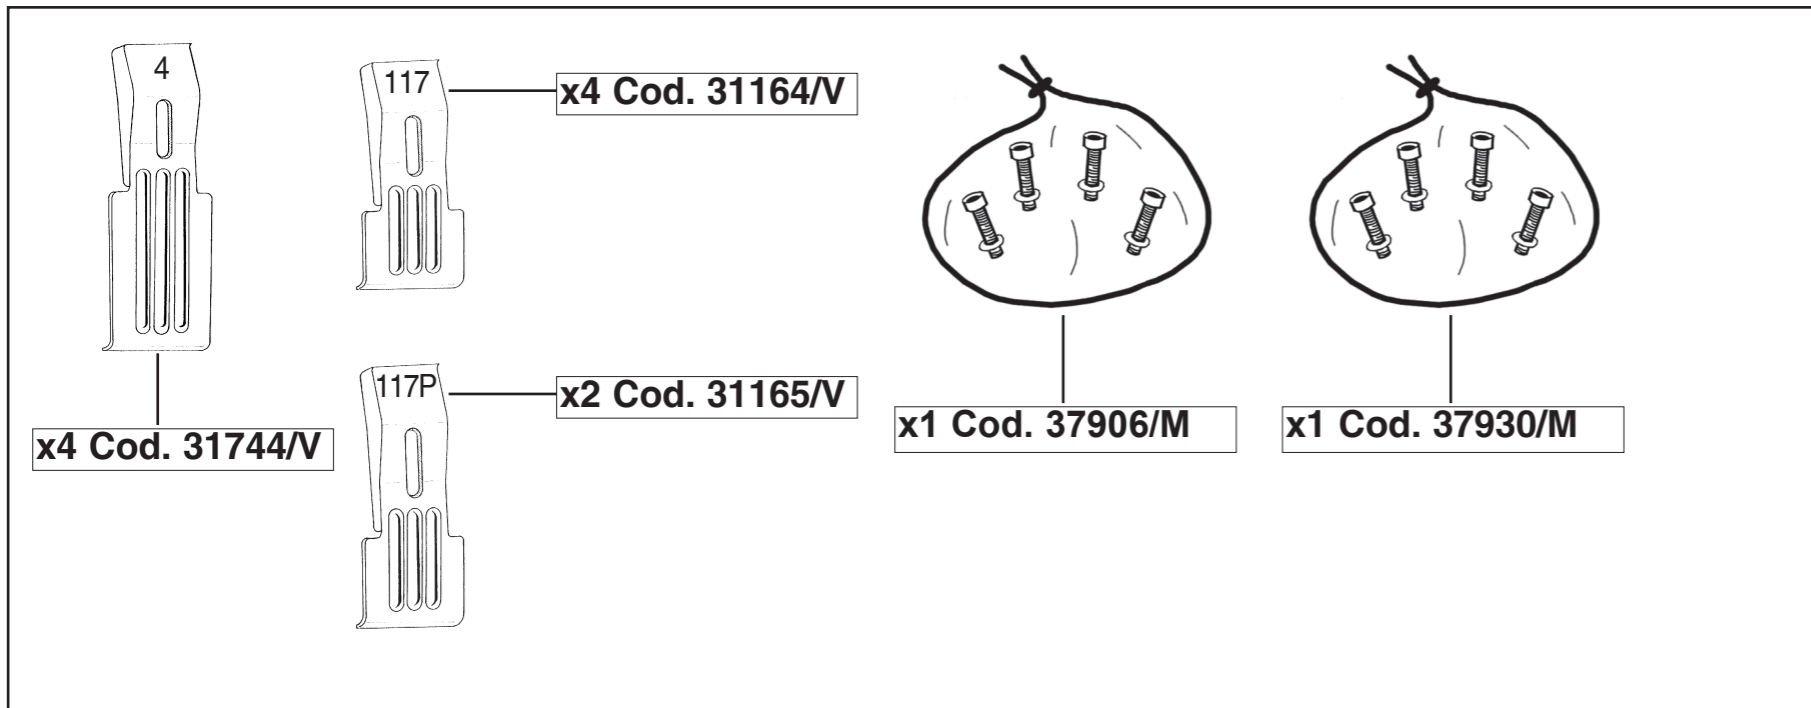 4
x4 Cod. 31744/V
117
x4 Cod. 31164/V
117P
x2 Cod. 31165/V
x1 Cod. 37906/M
x1 Cod. 37930/M